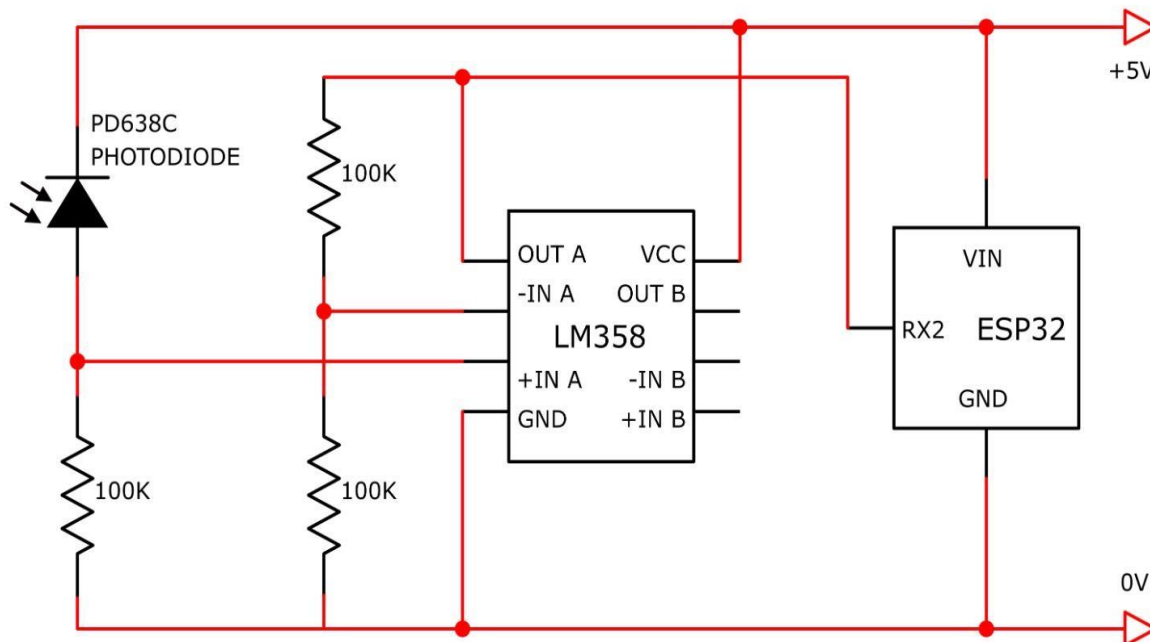 +5V
PD638C
PHOTODIODE
100K
OUT A
VCC
-IN A
OUT B
LM358
+IN A
-IN B
GND
+IN B
VIN
RX2
ESP32
GND
100K
100K
0V